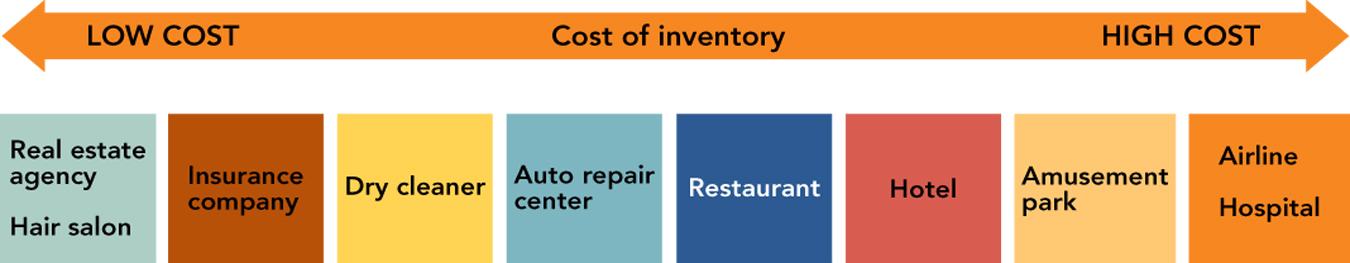 LOW COST Cost of inventory HIGH COST
Real estate
agency
Hair salon
Insurance
company
Dry cleaner
Auto repair
center
Restaurant
Hotel
Amusement
park
Airline
Hospital